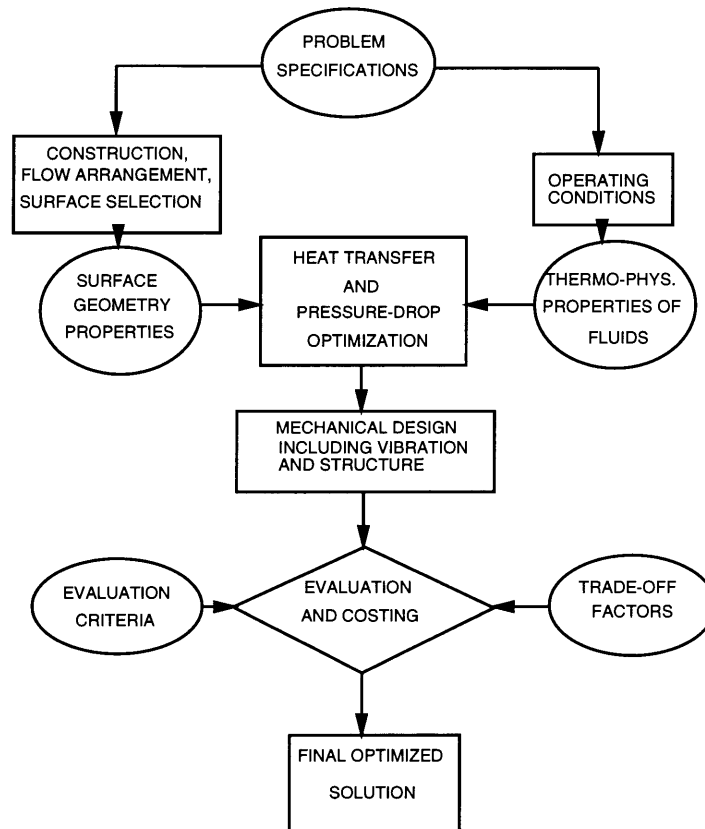 PROBLEM
SPECIFICATIONS
CONSTRUCTION,
FLOW ARRANGEMENT,
SURFACE SELECTION
OPERATING
CONDITIONS
SURFACE
GEOMETRY
PROPERTIES
HEAT TRANSFER
AND
PRESSURE-DROP
OPTIMIZATION
THERMO-PHYS.
PROPERTIES OF
FLUIDS
MECHANICAL DESIGN
INCLUDING VIBRATION
AND STRUCTURE
EVALUATION
CRITERIA
EVALUATION
AND COSTING
TRADE-OFF
FACTORS
FINAL OPTIMIZED
SOLUTION